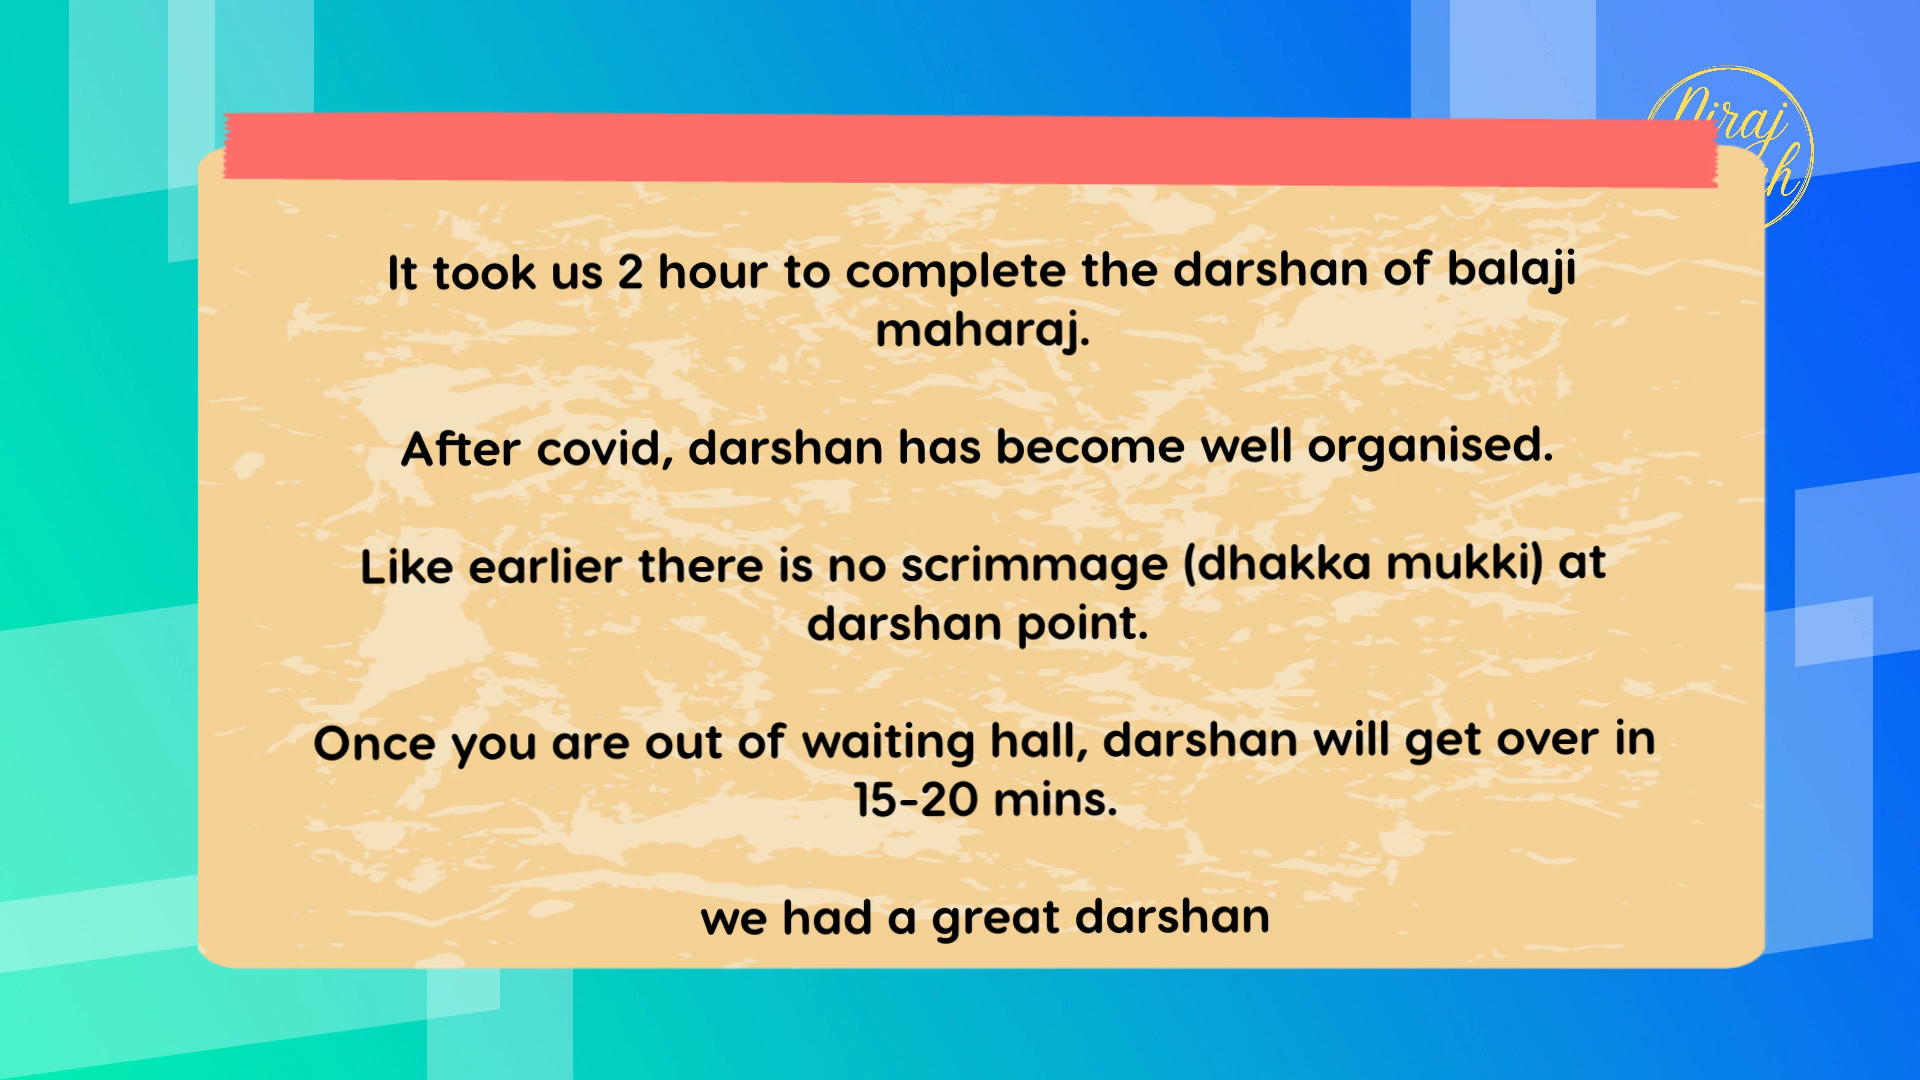 Niraj
It took us 2 hour to complete the darshan of balaji
maharaj.
After covid, darshan has become well organised.
Like earlier there is no scrimmage (dhakka mukki) at
darshan point.
Once you are out of waiting hall, darshan will get over in
15-20 mins.
we had a great darshan